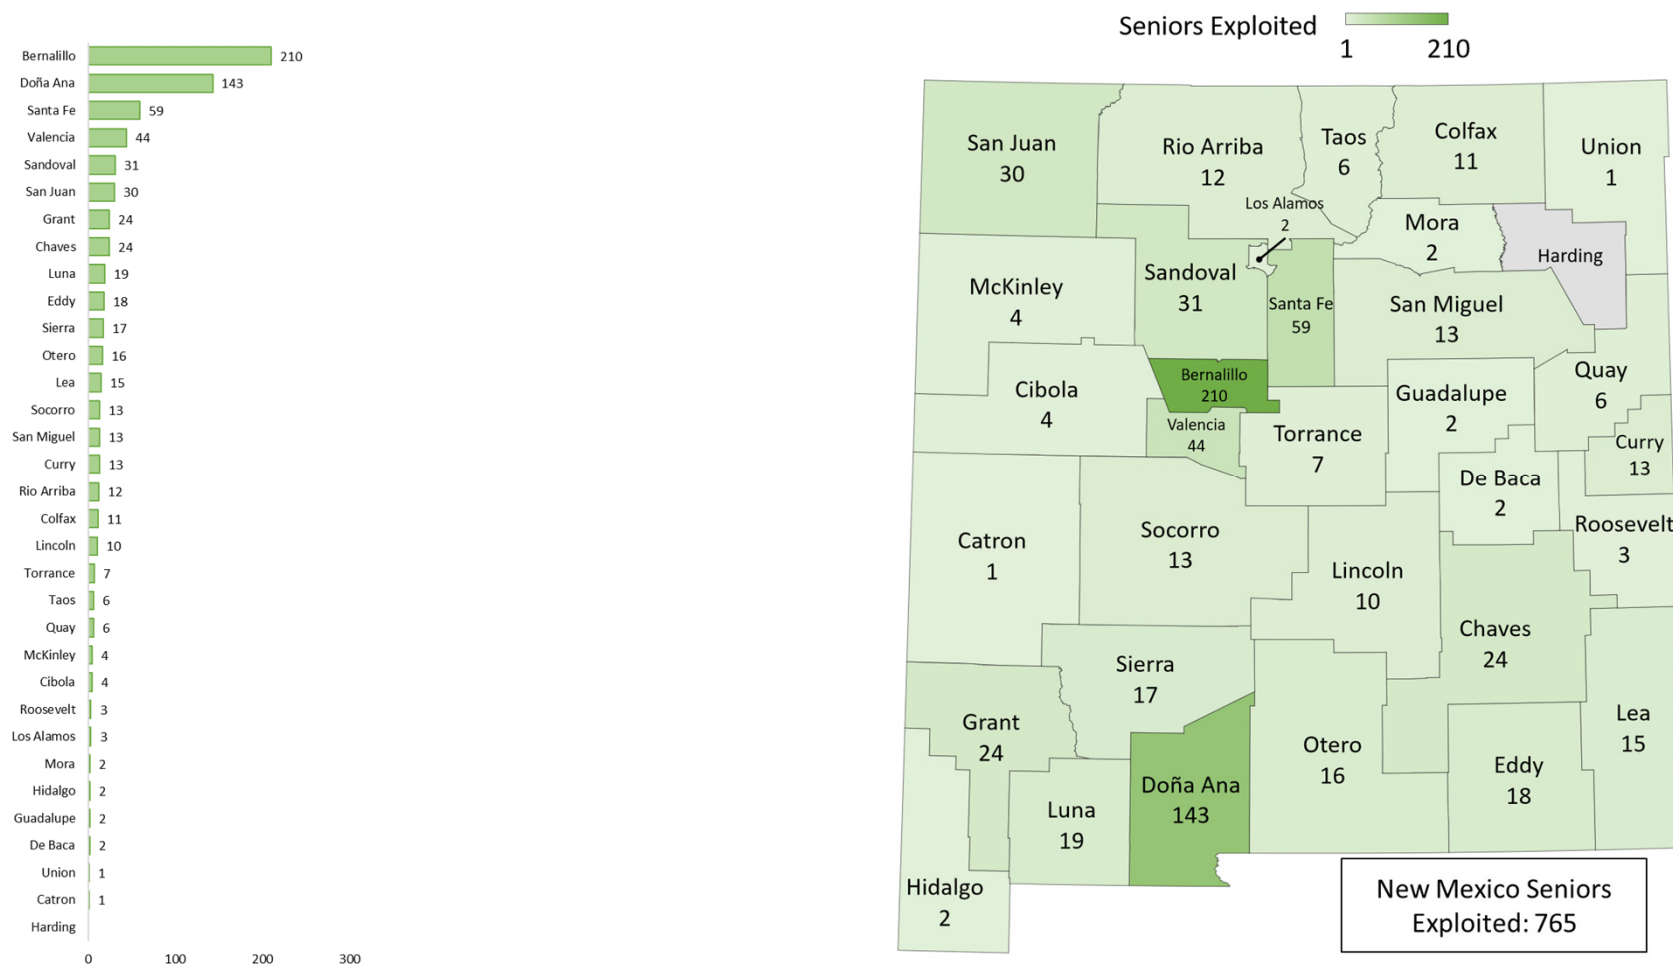 Bernalillo 210
Doña Ana 143
Santa Fe 59
Valencia 44
Sandoval 31
San Juan 30
Grant 24
Chaves 24
Luna 19
Eddy 18
Sierra 17
Otero 16
Lea 15
Socorro 13
San Miguel 13
Curry 13
Rio Arriba 12
Colfax 11
Lincoln 10
Torrance 7
Taos 6
Quay 6
McKinley 4
Cibola 4
Roosevelt 3
Los Alamos 3
Mora 2
Hidalgo 2
Guadalupe 2
De Baca 2
Union 1
Catron 1
Harding
0 100 200 300
Seniors Exploited
1 210
San Juan
30
Rio Arriba
12
Taos
6
Colfax
11
Union
1
Los Alamos
2
Mora
2
Harding
McKinley
4
Sandoval
31
Santa Fe
59
San Miguel
13
Cibola
4
Bernalillo
210
Valencia
44
Torrance
7
Guadalupe
2
Quay
6
Curry
13
De Baca
2
Roosevelt
3
Catron
1
Socorro
13
Lincoln
10
Chaves
24
Sierra
17
Grant
24
Luna
19
Doña Ana
143
Otero
16
Eddy
18
Lea
15
Hidalgo
2
New Mexico Seniors
Exploited: 765